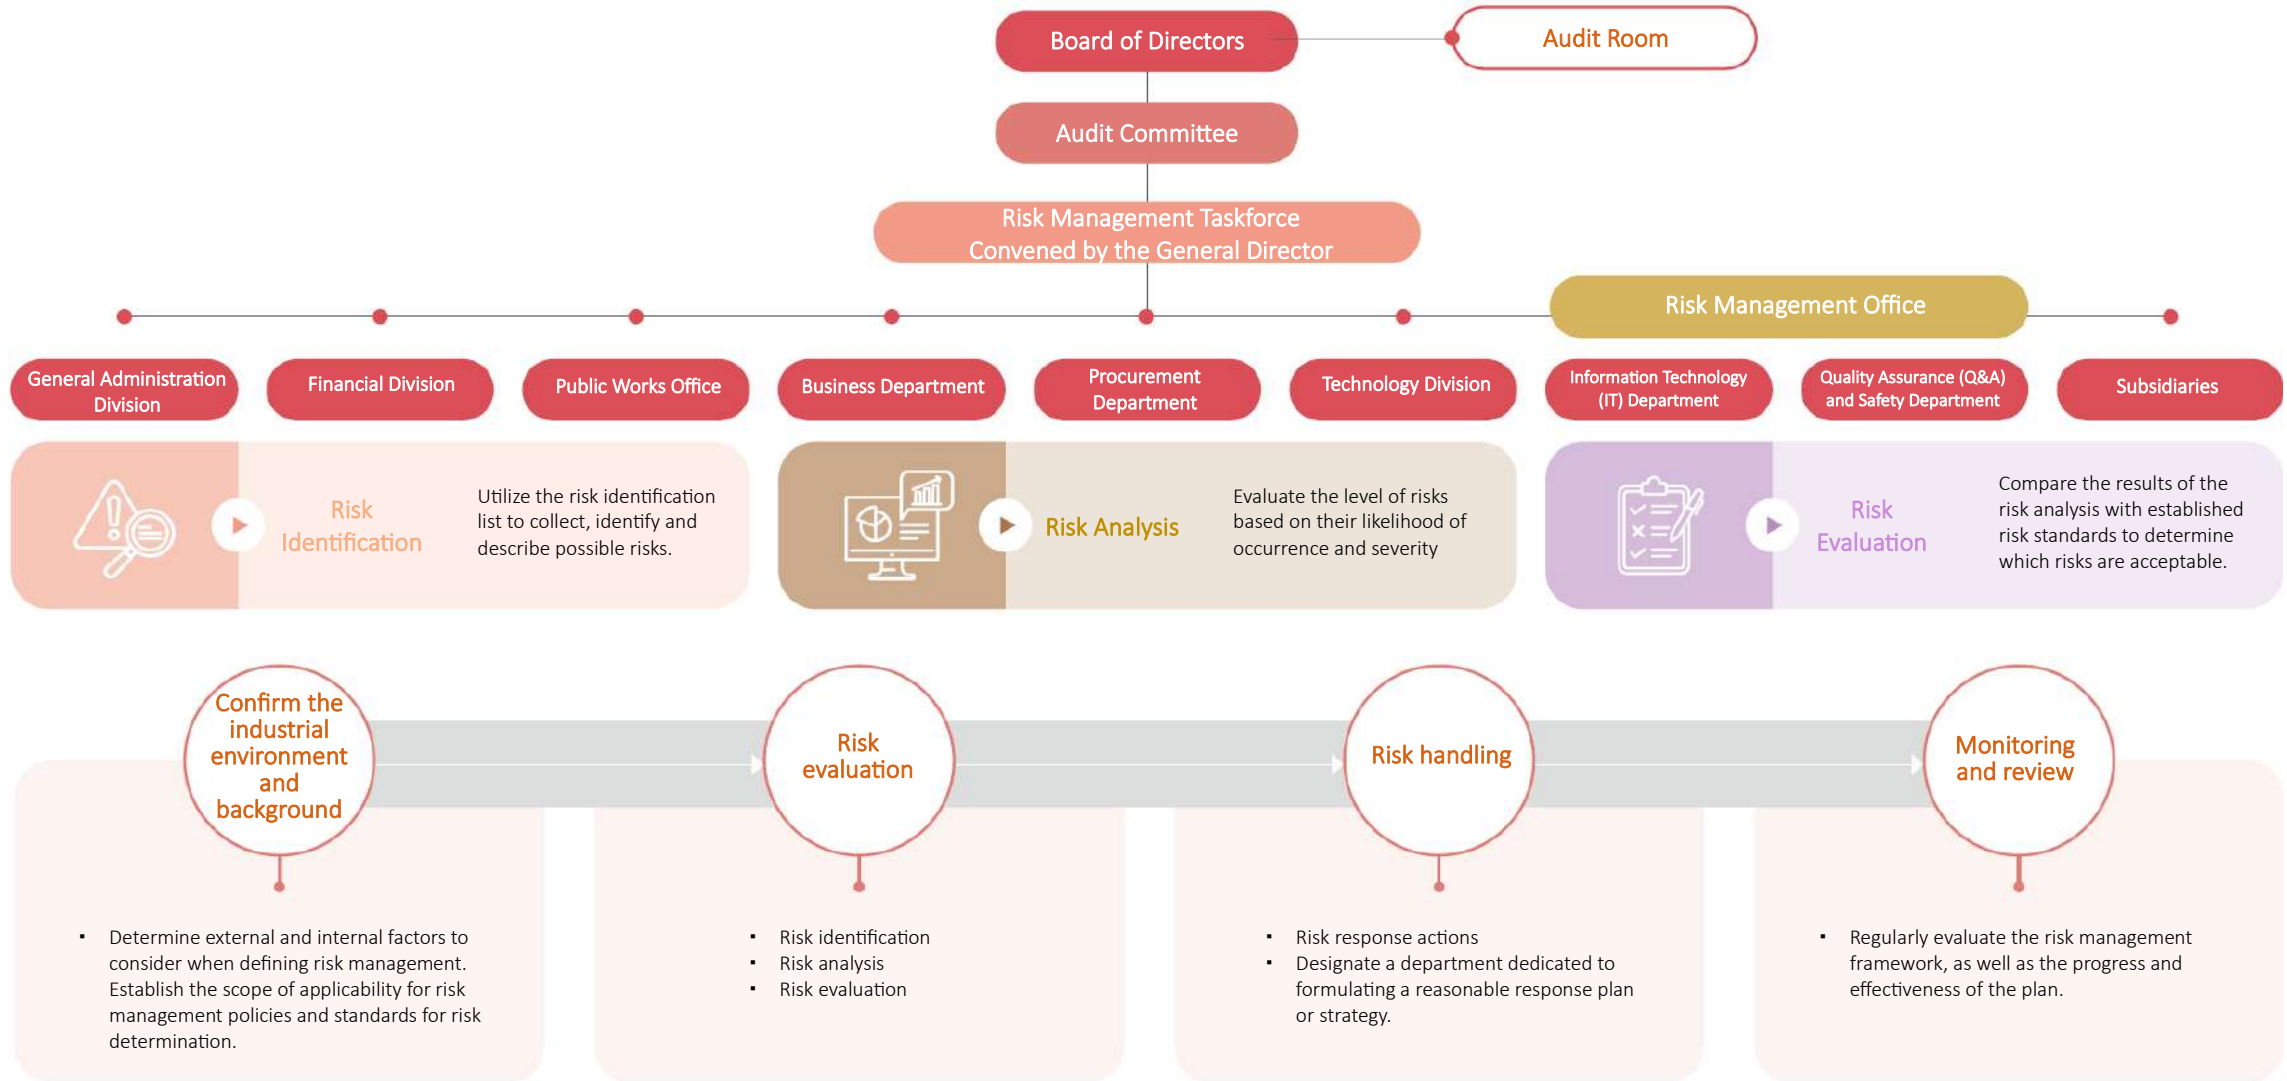 Board of Directors
Audit Room
Audit Committee
Risk Management Taskforce
Convened by the General Director
Risk Management Office
General Administration
Division
Financial Division
Public Works Office
Business Department
Procurement
Department
Technology Division
Information Technology
(IT) Department
Quality Assurance (Q&A)
and Safety Department
Subsidiaries
Risk
Identification
Utilize the risk identification
list to collect, identify and
describe possible risks.
Risk Analysis
Evaluate the level of risks
based on their likelihood of
occurrence and severity
Risk
Evaluation
Compare the results of the
risk analysis with established
risk standards to determine
which risks are acceptable.
Confirm the
industrial
environment
and
background
Risk
evaluation
Risk handling
Monitoring
and review
▪ Determine external and internal factors to
consider when defining risk management.
Establish the scope of applicability for risk
management policies and standards for risk
determination.
▪ Risk identification
▪ Risk analysis
▪ Risk evaluation
▪ Risk response actions
▪ Designate a department dedicated to
formulating a reasonable response plan
or strategy.
▪ Regularly evaluate the risk management
framework, as well as the progress and
effectiveness of the plan.